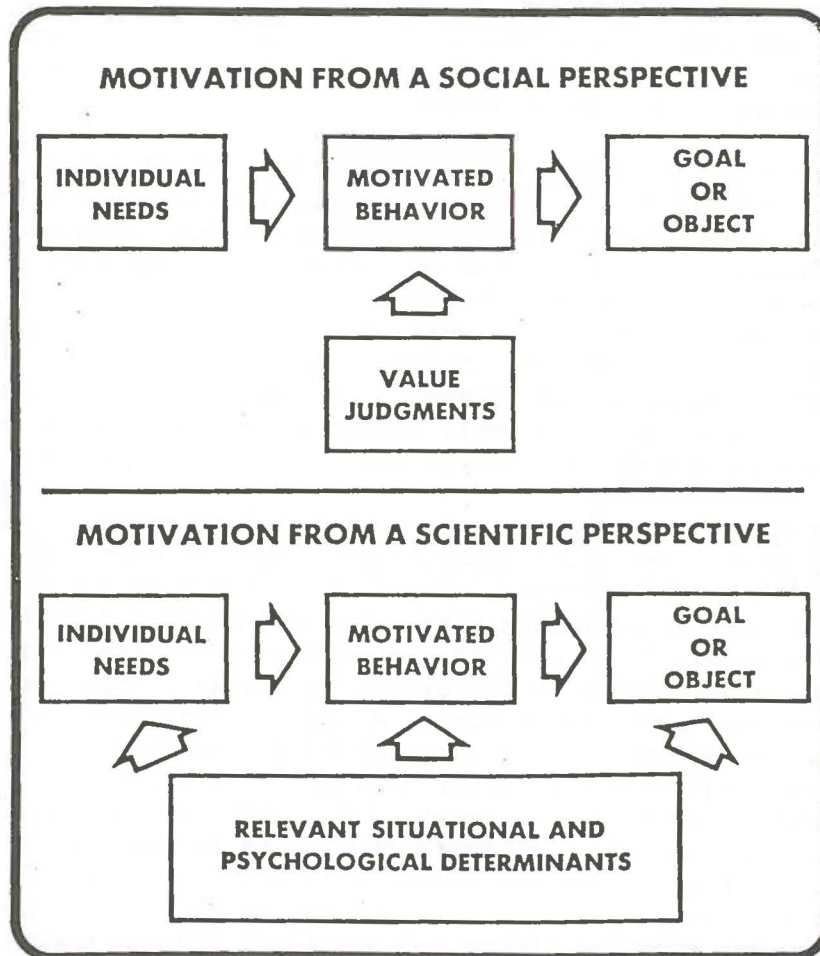 MOTIVATION FROM A SOCIAL PERSPECTIVE
INDIVIDUAL
NEEDS
MOTIVATED
BEHAVIOR
GOAL
OR
OBJECT
VALUE
JUDGMENTS
MOTIVATION FROM A SCIENTIFIC PERSPECTIVE
INDIVIDUAL
NEEDS
MOTIVATED
BEHAVIOR
GOAL
OR
OBJECT
RELEVANT SITUATIONAL AND
PSYCHOLOGICAL DETERMINANTS